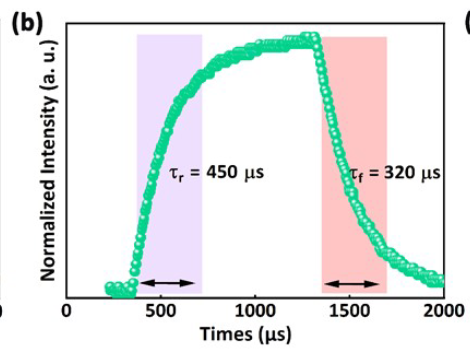 (b)
Normalized Intensity (a. u.)
τr = 450 μs
τf = 320 μs
0 500 1000 1500 2000
Times (μs)